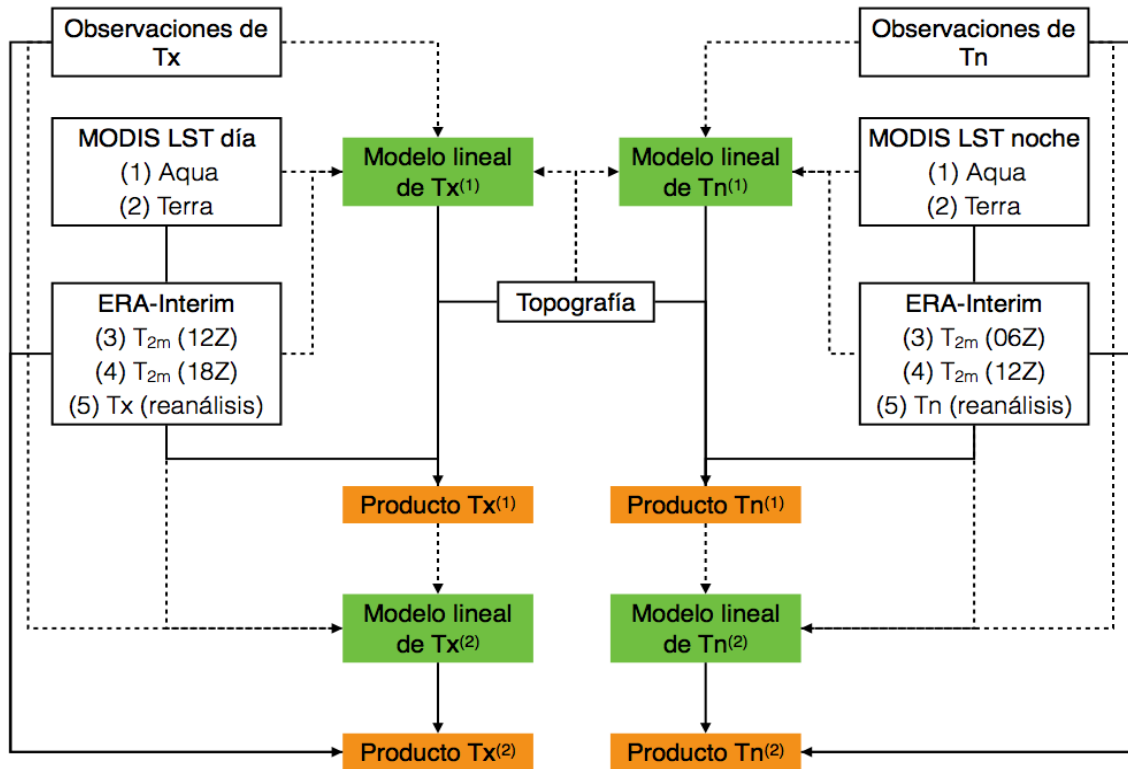 Observaciones de
Tx
Observaciones de
Tn
MODIS LST día
(1) Aqua
(2) Terra
Modelo lineal
de Tx(1)
Modelo lineal
de Tn(1)
MODIS LST noche
(1) Aqua
(2) Terra
ERA-Interim
(3) T2m (12Z)
(4) T2m (18Z)
(5) Tx (reanálisis)
Topografía
ERA-Interim
(3) T2m (06Z)
(4) T2m (12Z)
(5) Tn (reanálisis)
Producto Tx(1)
Producto Tn(1)
Modelo lineal
de Tx(2)
Modelo lineal
de Tn(2)
Producto Tx(2)
Producto Tn(2)